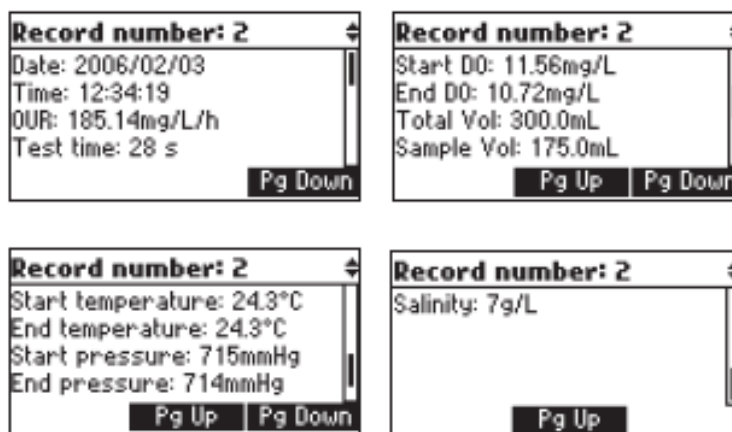 Record number: 2
Date: 2006/02/03
Time: 12:34:19
OUR: 185.14mg/L/h
Test time: 28 s
Pg Down
Record number: 2
Start DO: 11.56mg/L
End DO: 10.72mg/L
Total Vol: 300.0mL
Sample Vol: 175.0mL
Pg Up Pg Down
Record number: 2
Start temperature: 24.3°C
End temperature: 24.3°C
Start pressure: 715mmHg
End pressure: 714mmHg
Pg Up Pg Down
Record number: 2
Salinity: 7g/L
Pg Up